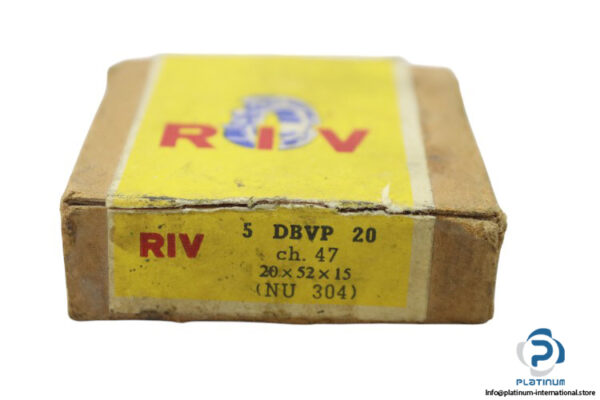 RIV
RIV
5 DBVP 20
ch. 47
20×52×15
(NU 304)
PLATINUM
Info@platinum-international.store